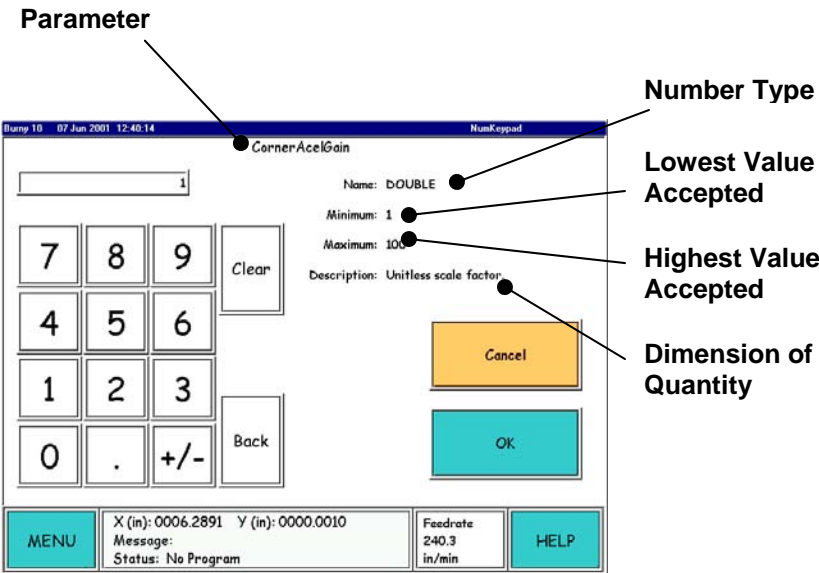 Parameter
Number Type
Burny 10 07 Jun 2001 12:40:14 NumKeypad
CornerAcelGain
Lowest Value
Accepted
1
Name: DOUBLE
Minimum: 1
Maximum: 100
Description: Unitless scale factor.
Highest Value
Accepted
7 8 9 Clear
4 5 6
Cancel
Dimension of
Quantity
1 2 3
0 . +/- Back
OK
MENU
X (in): 0006.2891 Y (in): 0000.0010
Message:
Status: No Program
Feedrate
240.3
in/min
HELP